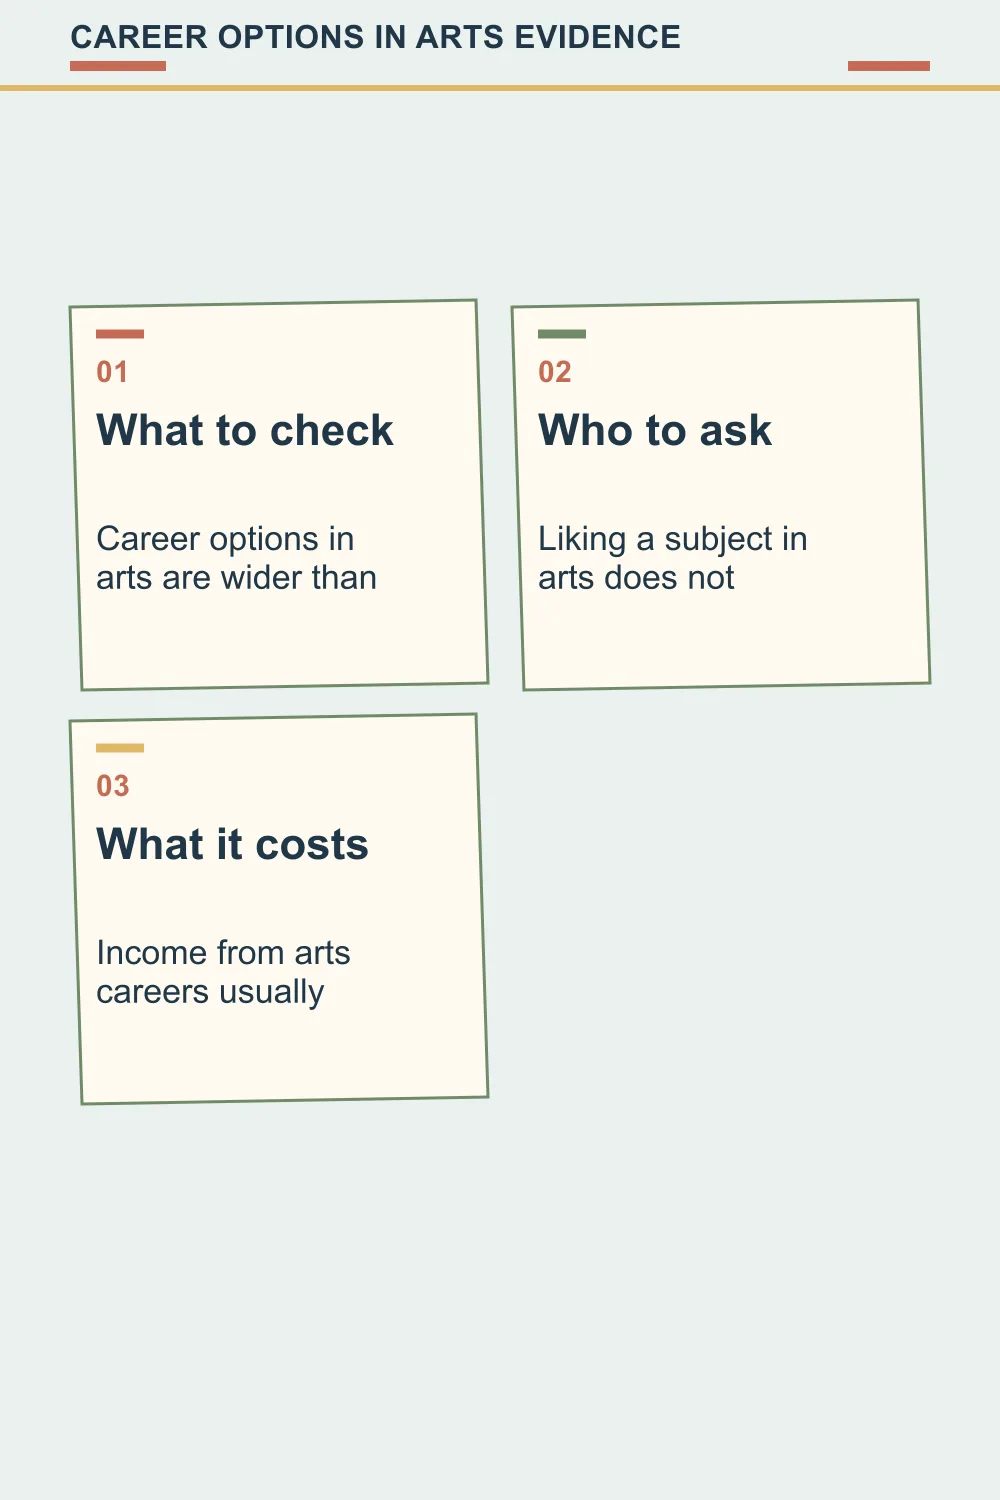 CAREER OPTIONS IN ARTS EVIDENCE
01
What to check
Career options in
arts are wider than
02
Who to ask
Liking a subject in
arts does not
03
What it costs
Income from arts
careers usually